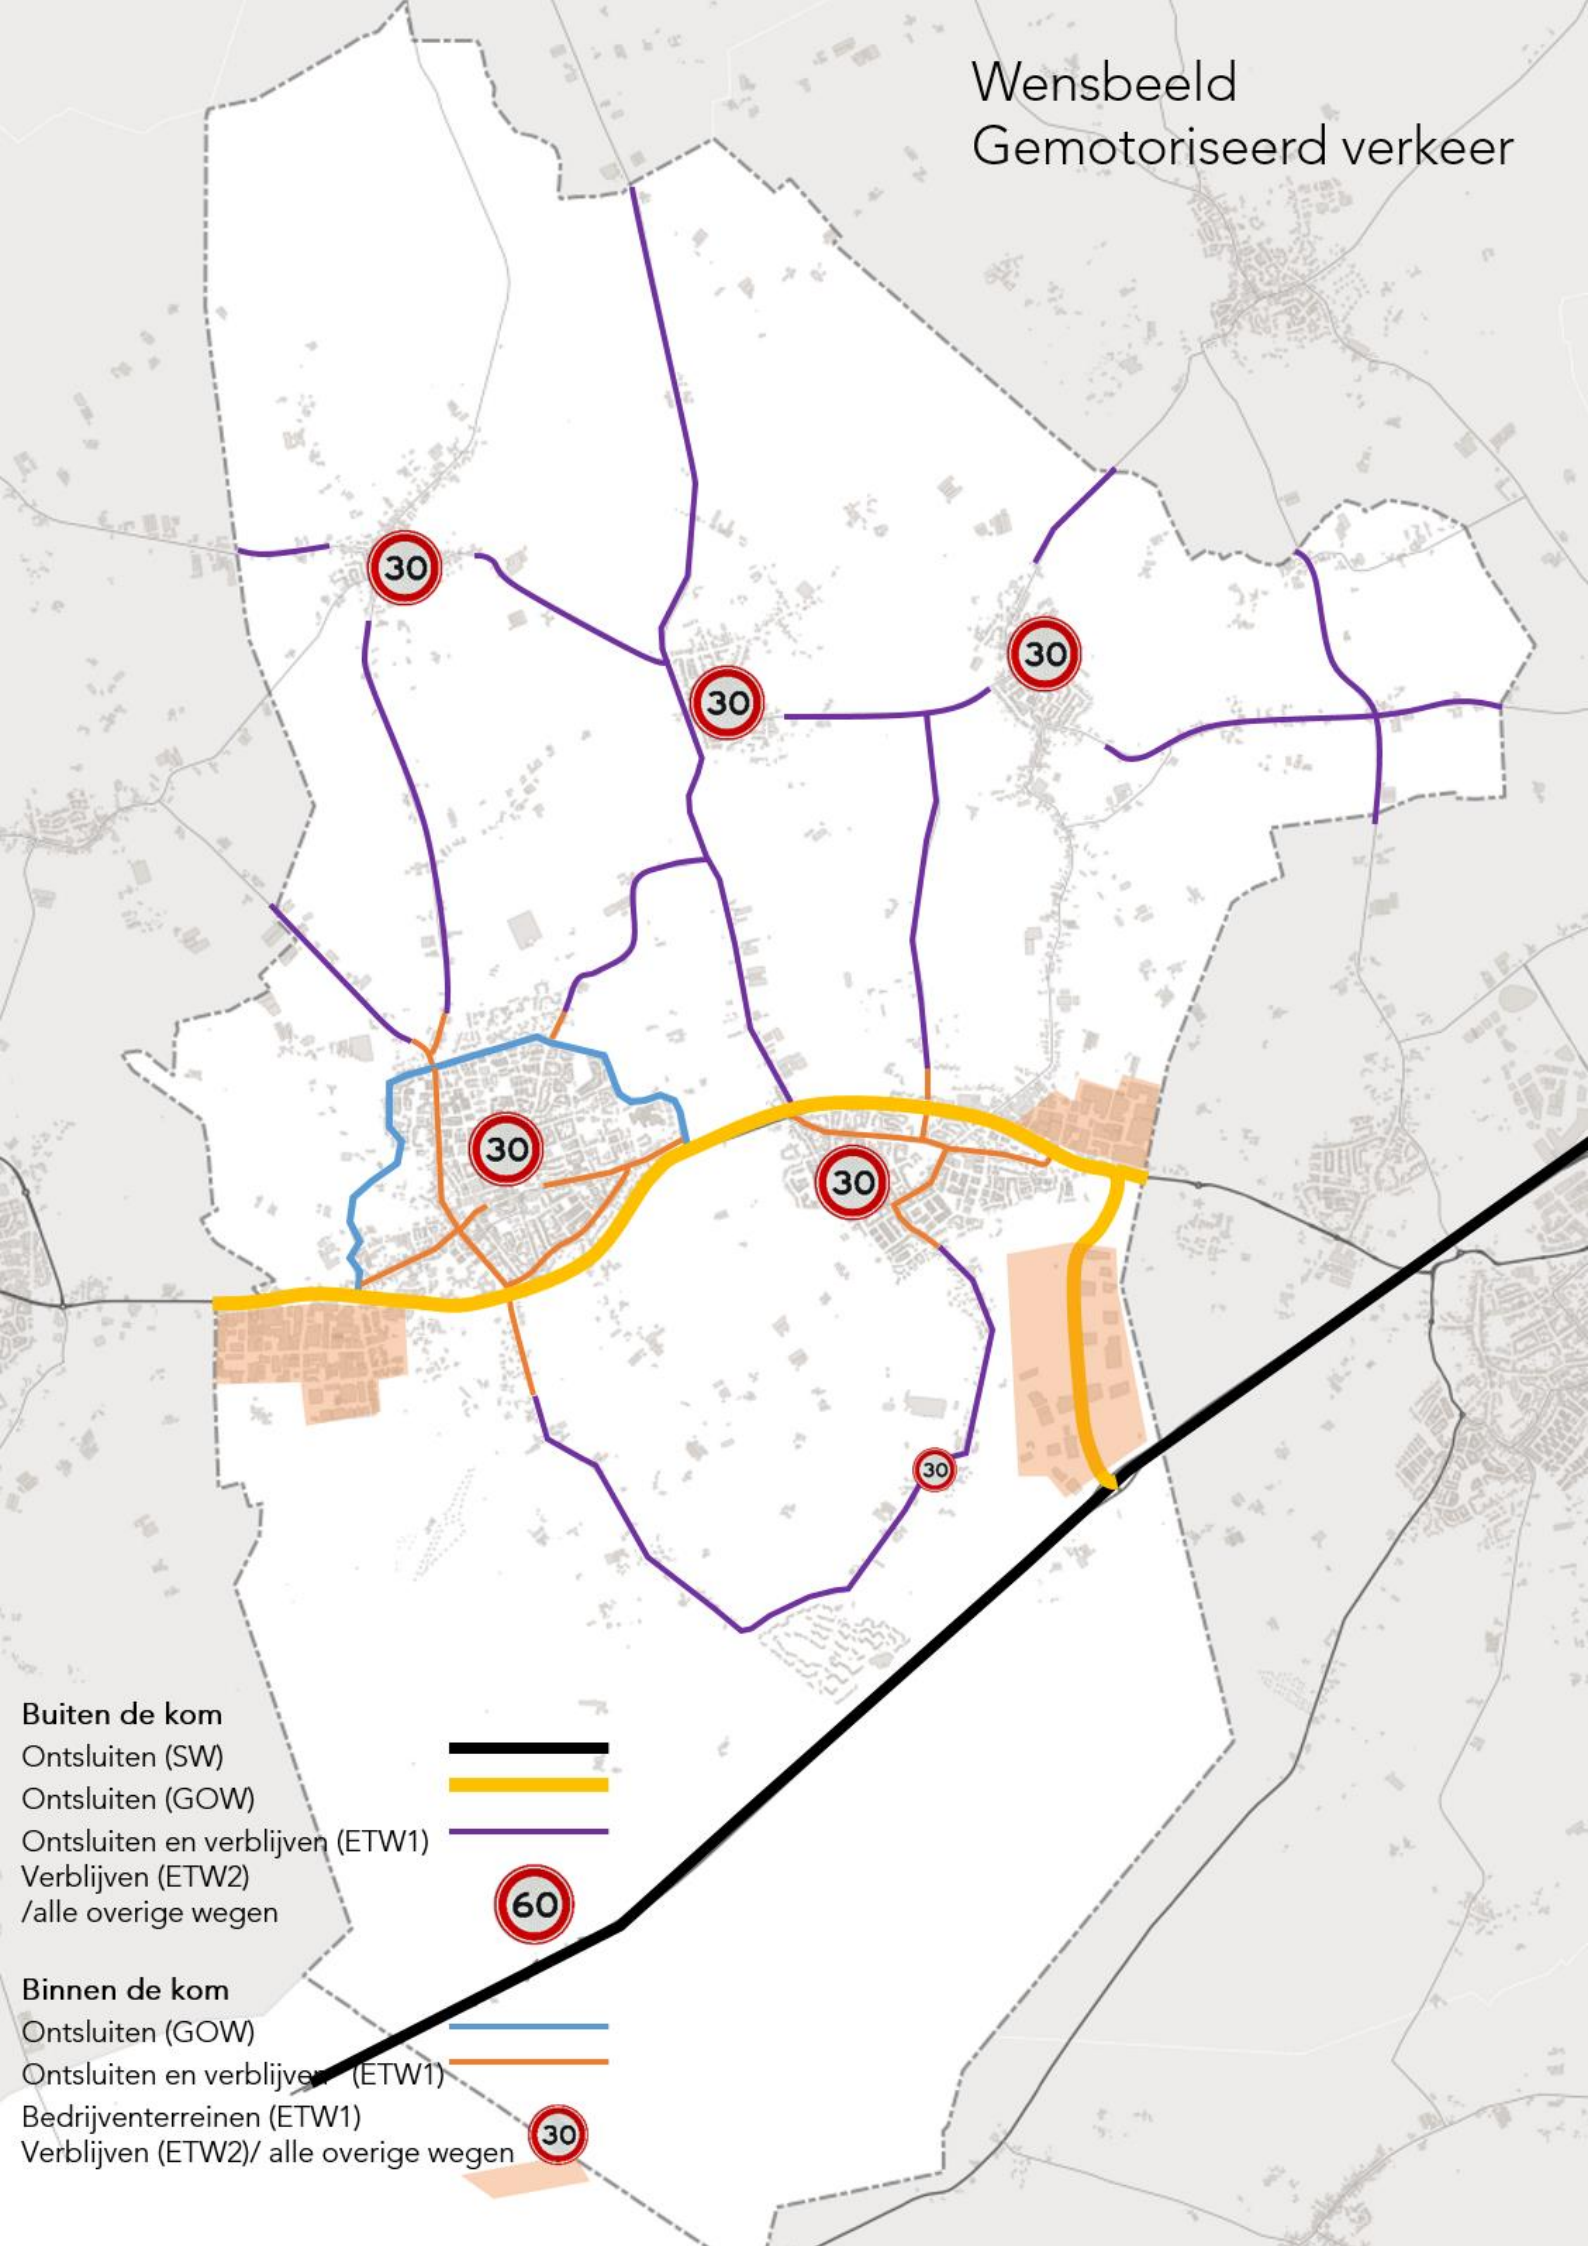 Wensbeeld
Gemotoriseerd verkeer
30
30
30
30
30
30
Buiten de kom
Ontsluiten (SW)
Ontsluiten (GOW)
Ontsluiten en verblijven (ETW1)
Verblijven (ETW2)
/alle overige wegen
60
Binnen de kom
Ontsluiten (GOW)
Ontsluiten en verblijven (ETW1)
Bedrijventerreinen (ETW1)
Verblijven (ETW2)/ alle overige wegen
30